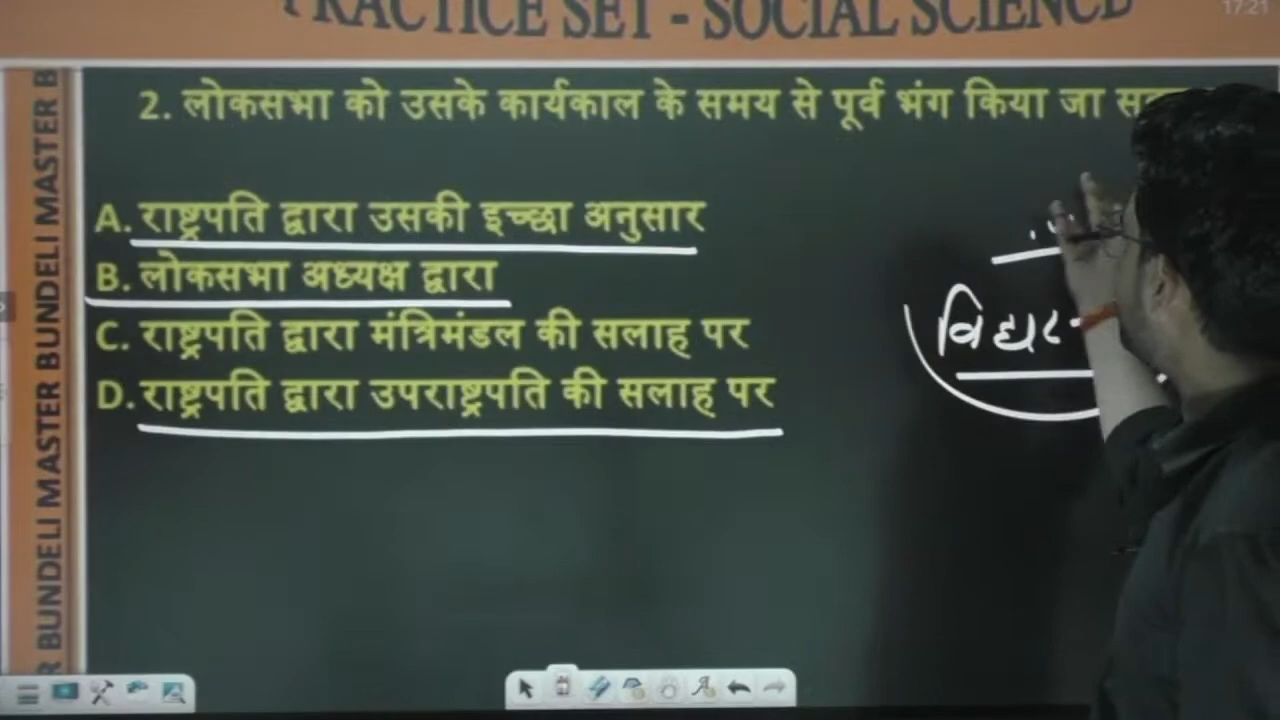 PRACTICE SET - SOCIAL SCIENCE
17:21
2. लोकसभा को उसके कार्यकाल के समय से पूर्व भंग किया जा
A. राष्ट्रपति द्वारा उसकी इच्छा अनुसार
B. लोकसभा अध्यक्ष द्वारा
C. राष्ट्रपति द्वारा मंत्रिमंडल की सलाह पर
D. राष्ट्रपति द्वारा उपराष्ट्रपति की सलाह पर
BUNDELI MASTER BUNDELI MASTER